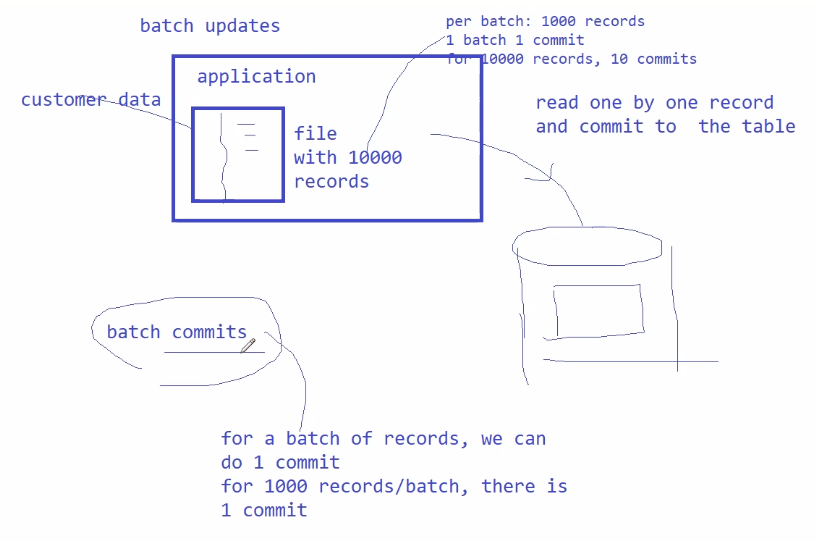 batch updates
per batch: 1000 records
1 batch 1 commit
for 10000 records, 10 commits
application
customer data
file
with 10000
records
read one by one record
and commit to the table
batch commits
for a batch of records, we can
do 1 commit
for 1000 records/batch, there is
1 commit